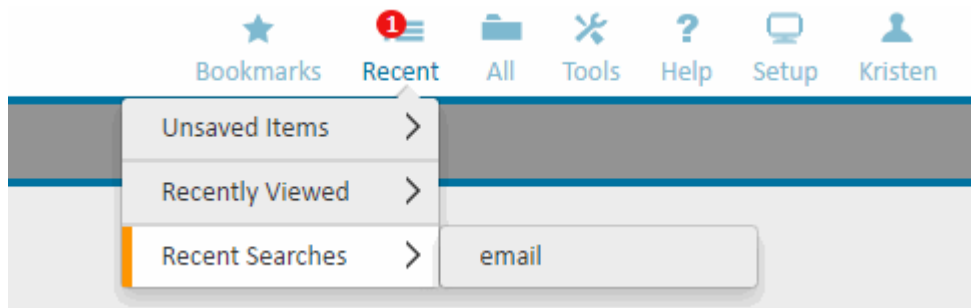 1
Bookmarks Recent All Tools Help Setup Kristen
Unsaved Items
Recently Viewed
Recent Searches email